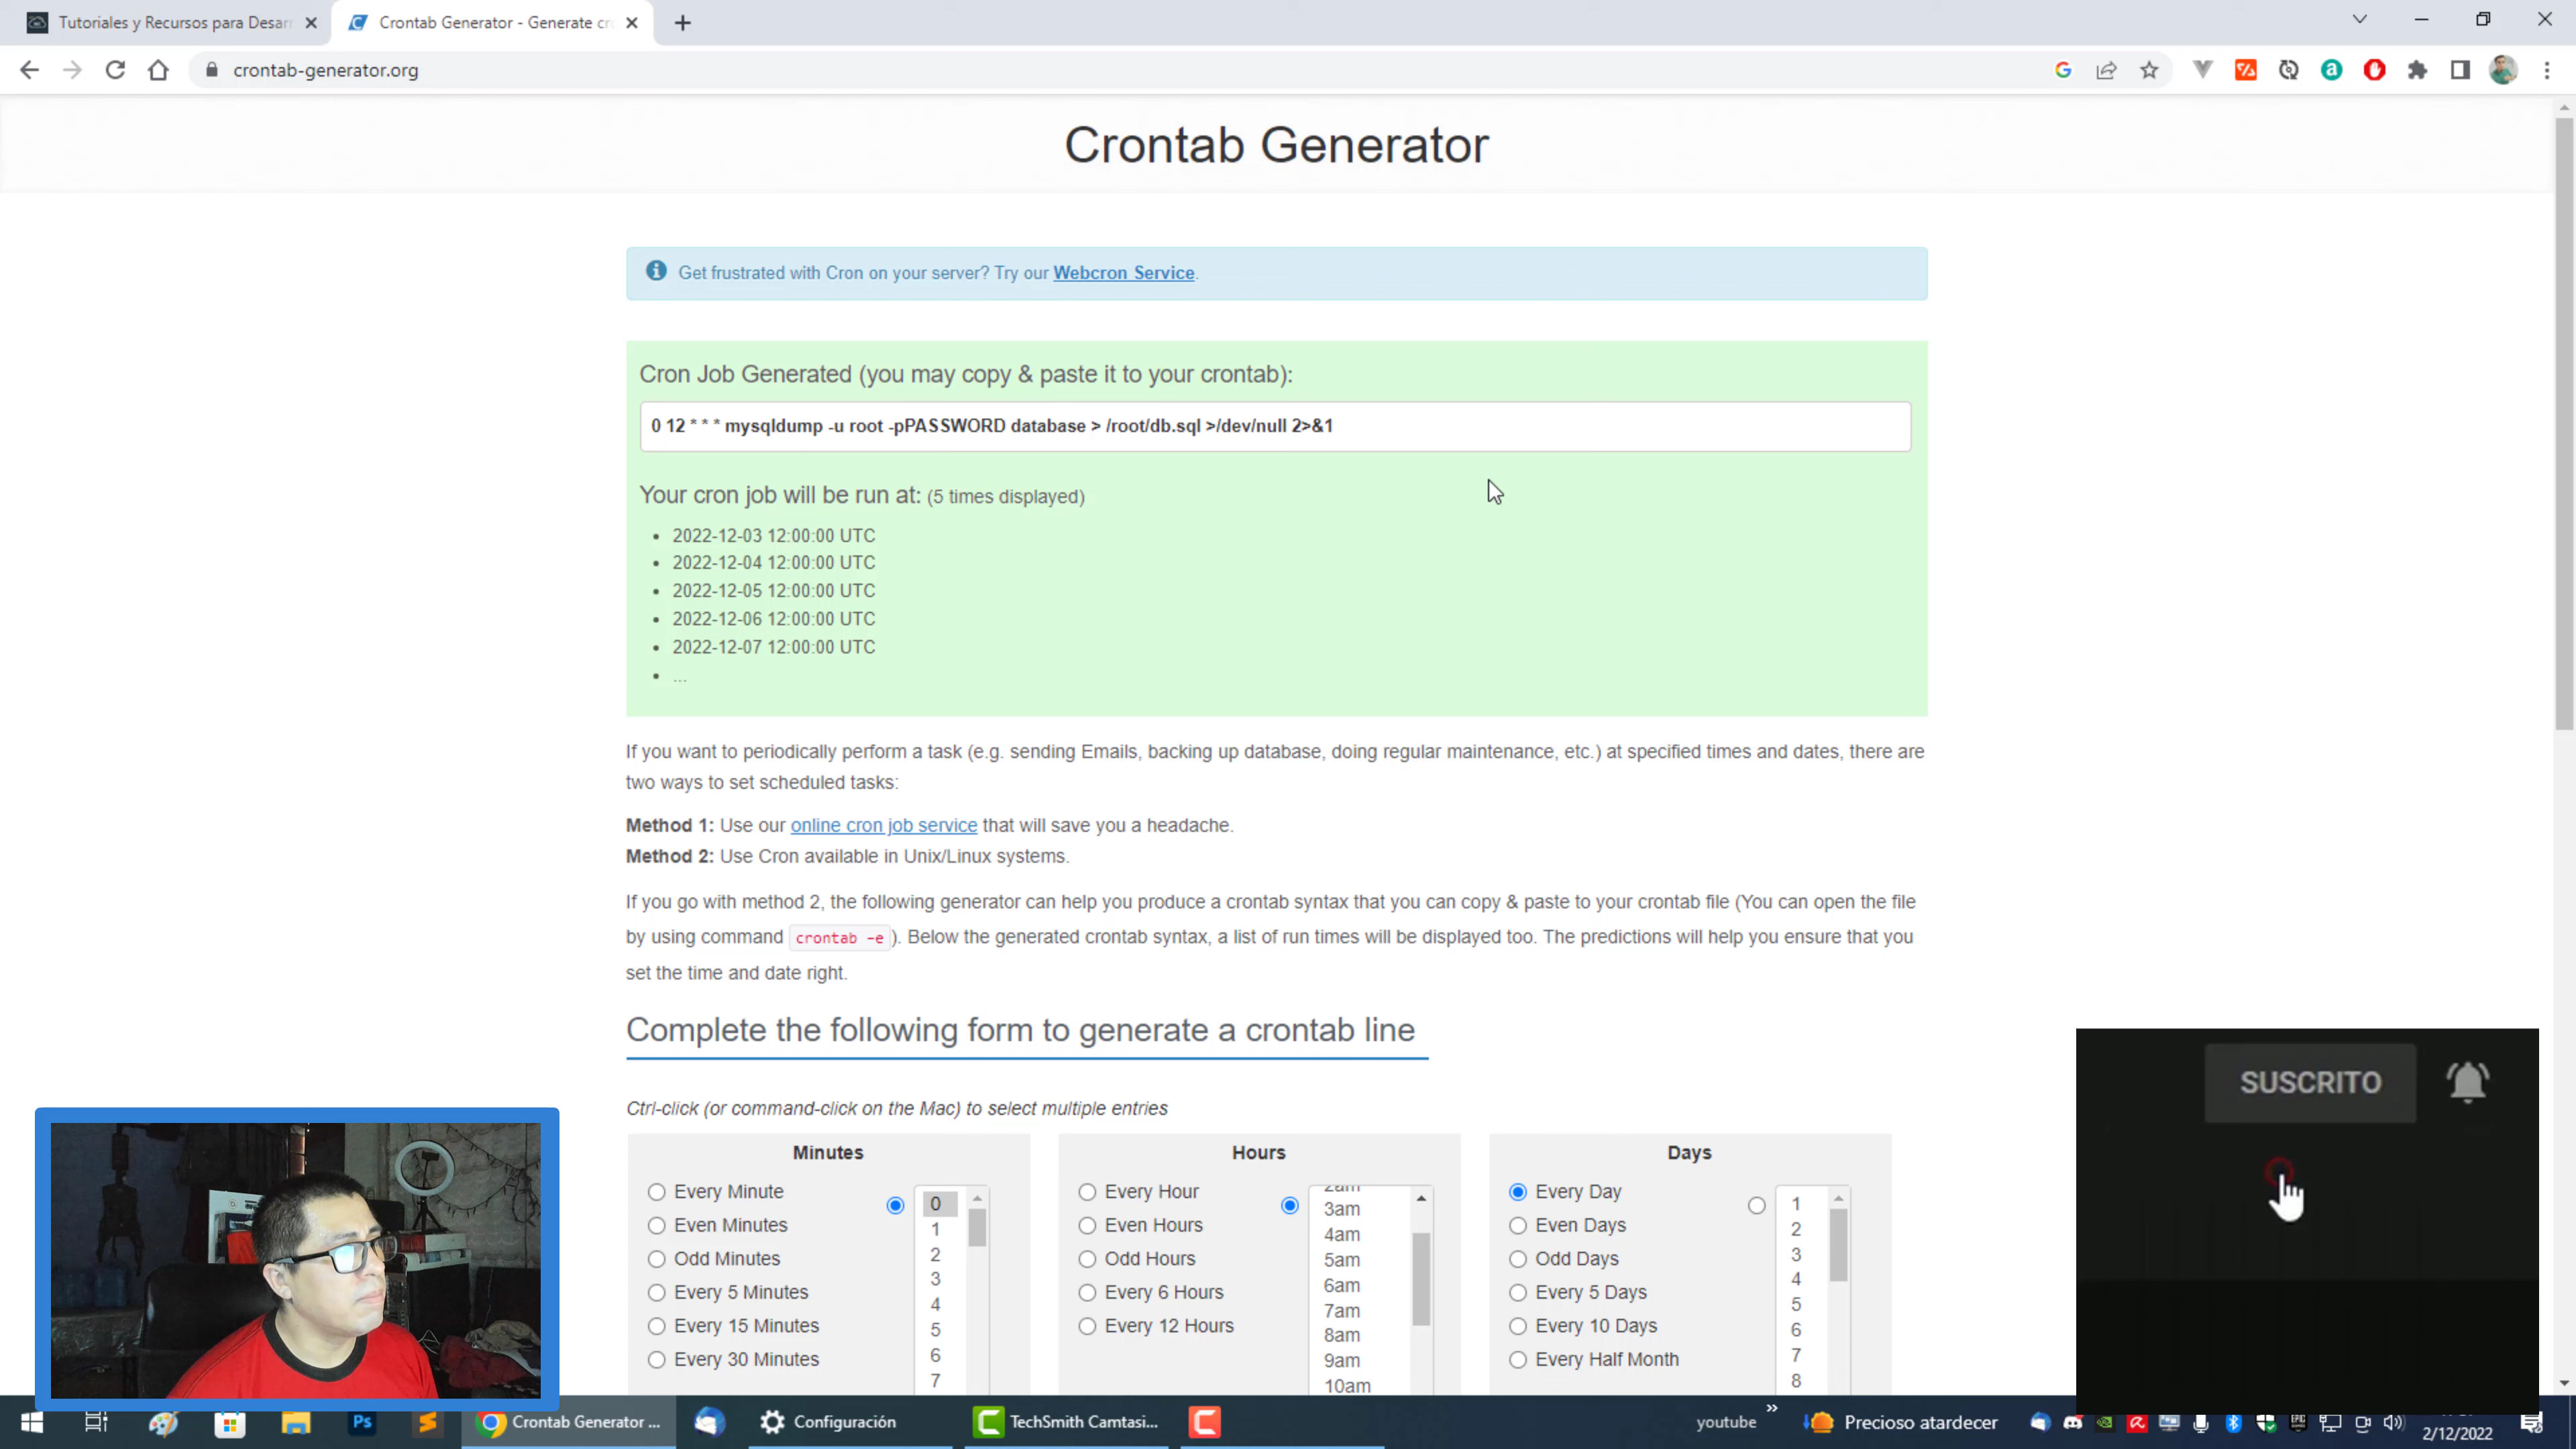 Tutoriales y Recursos para Desarr
Crontab Generator - Generate cr
crontab-generator.org
Crontab Generator
Get frustrated with Cron on your server? Try our Webcron Service.
Cron Job Generated (you may copy & paste it to your crontab):
0 12 * * * mysqldump -u root -pPASSWORD database > /root/db.sql >/dev/null 2>&1
Your cron job will be run at: (5 times displayed)
• 2022-12-03 12:00:00 UTC
• 2022-12-04 12:00:00 UTC
• 2022-12-05 12:00:00 UTC
• 2022-12-06 12:00:00 UTC
• 2022-12-07 12:00:00 UTC
• ...
If you want to periodically perform a task (e.g. sending Emails, backing up database, doing regular maintenance, etc.) at specified times and dates, there are
two ways to set scheduled tasks:
Method 1: Use our online cron job service that will save you a headache.
Method 2: Use Cron available in Unix/Linux systems.
If you go with method 2, the following generator can help you produce a crontab syntax that you can copy & paste to your crontab file (You can open the file
by using command crontab -e). Below the generated crontab syntax, a list of run times will be displayed too. The predictions will help you ensure that you
set the time and date right.
Complete the following form to generate a crontab line
Ctrl-click (or command-click on the Mac) to select multiple entries
Minutes Hours Days
Every Minute 0 Every Hour 2am Every Day 1
Even Minutes 1 Even Hours 3am Even Days 2
Odd Minutes 2 Odd Hours 4am Odd Days 3
Every 5 Minutes 3 Every 6 Hours 5am Every 5 Days 4
Every 15 Minutes 4 Every 12 Hours 6am Every 10 Days 5
Every 30 Minutes 5 7am Every Half Month 6
6 8am 7
7 9am 8
10am
SUSCRITO
Ps
Crontab Generator ...
Configuración
TechSmith Camtasi...
youtube
»
Precioso atardecer
2/12/2022